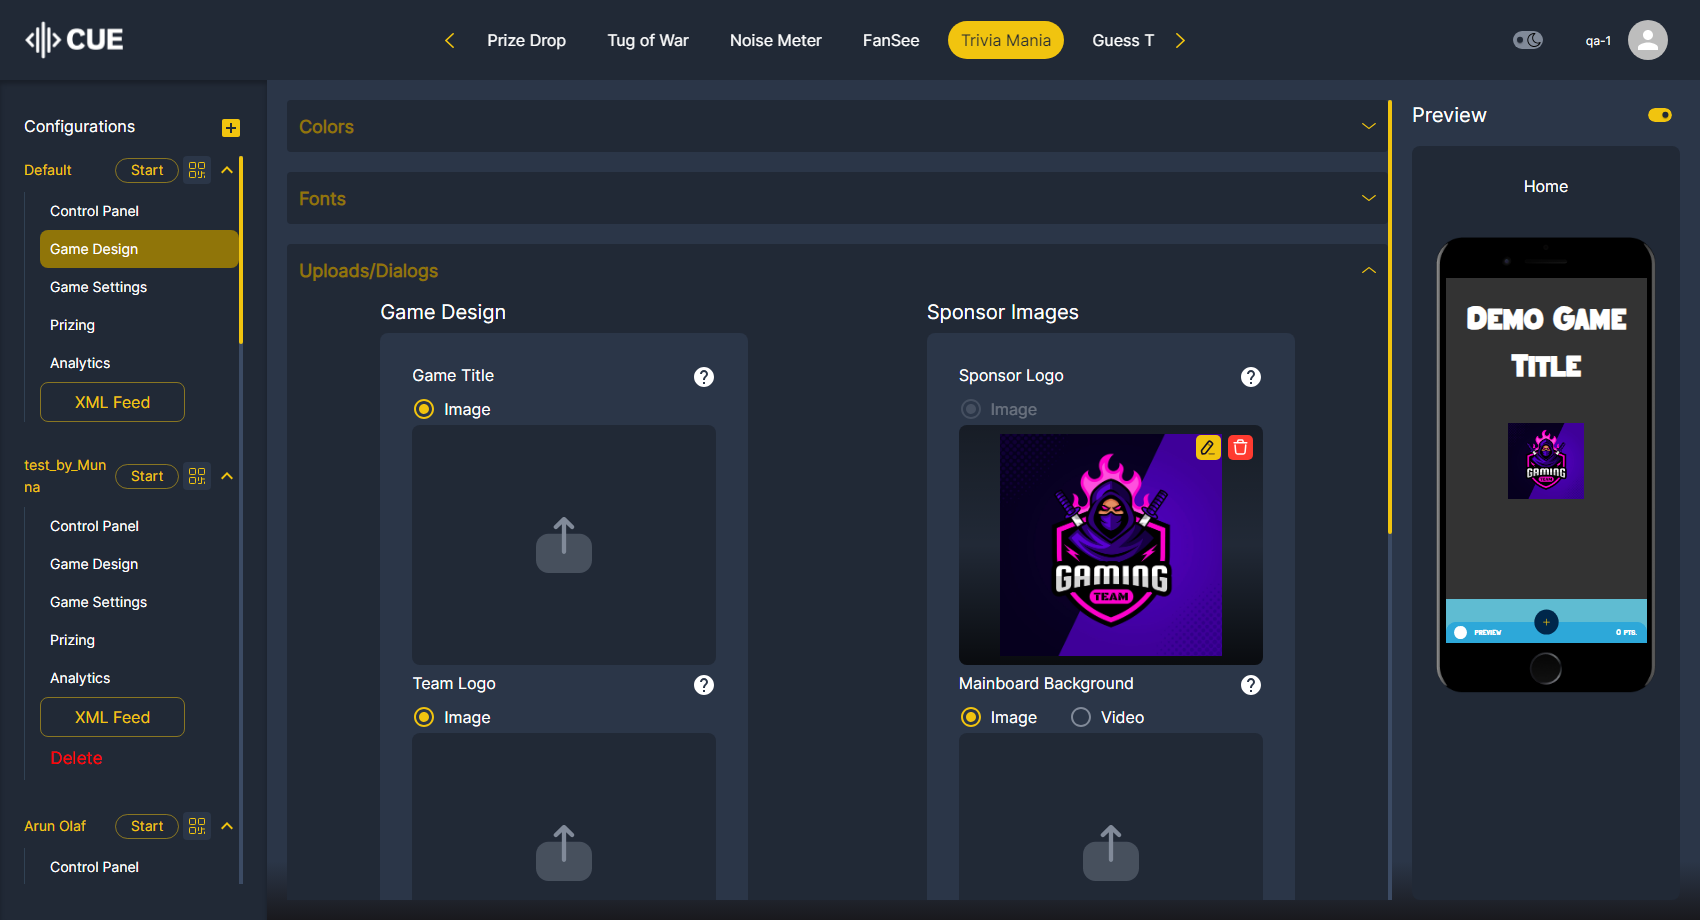 CUE
Prize Drop
Tug of War
Noise Meter
FanSee
Trivia Mania
Guess T
qa-1
Configurations
Default
Start
Control Panel
Game Design
Game Settings
Prizing
Analytics
XML Feed
test_by_Mun
na
Start
Control Panel
Game Design
Game Settings
Prizing
Analytics
XML Feed
Delete
Arun Olaf
Start
Control Panel
Colors
Fonts
Uploads/Dialogs
Game Design
Game Title
?
Image
Team Logo
?
Image
Sponsor Images
Sponsor Logo
?
Image
GAMING
TEAM
Mainboard Background
?
Image
Video
Preview
Home
DEMO GAME
TITLE
GAMING
TEAM
PREVIEW
0 PTS.